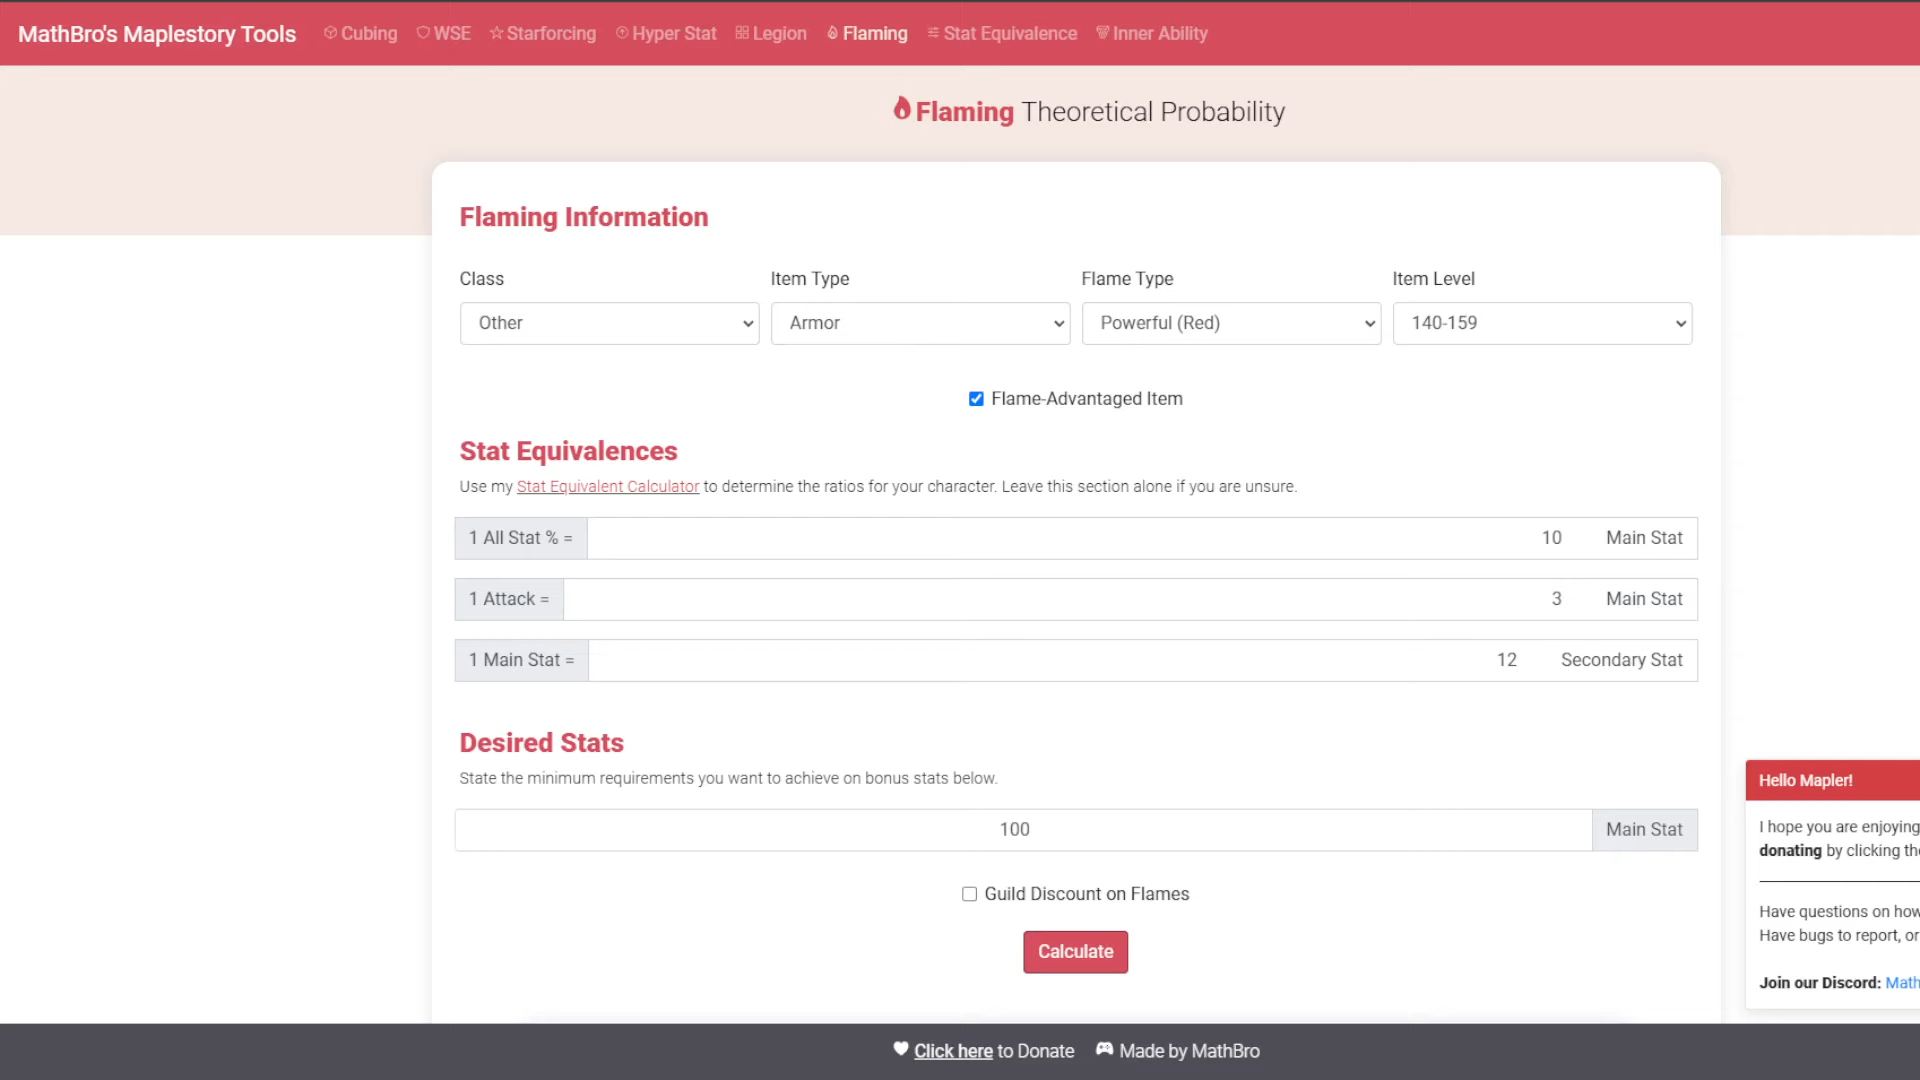 MathBro's Maplestory Tools Cubing WSE Starforcing Hyper Stat Legion Flaming Stat Equivalence Inner Ability
Flaming Theoretical Probability
Flaming Information
Class Item Type Flame Type Item Level
Other Armor Powerful (Red) 140-159
Flame-Advantaged Item
Stat Equivalences
Use my Stat Equivalent Calculator to determine the ratios for your character. Leave this section alone if you are unsure.
1 All Stat % = 10 Main Stat
1 Attack = 3 Main Stat
1 Main Stat = 12 Secondary Stat
Desired Stats
State the minimum requirements you want to achieve on bonus stats below.
100 Main Stat
Guild Discount on Flames
Calculate
Hello Mapler!
I hope you are enjoying
donating by clicking the
Have questions on how
Have bugs to report, or
Join our Discord: Math
Click here to Donate Made by MathBro